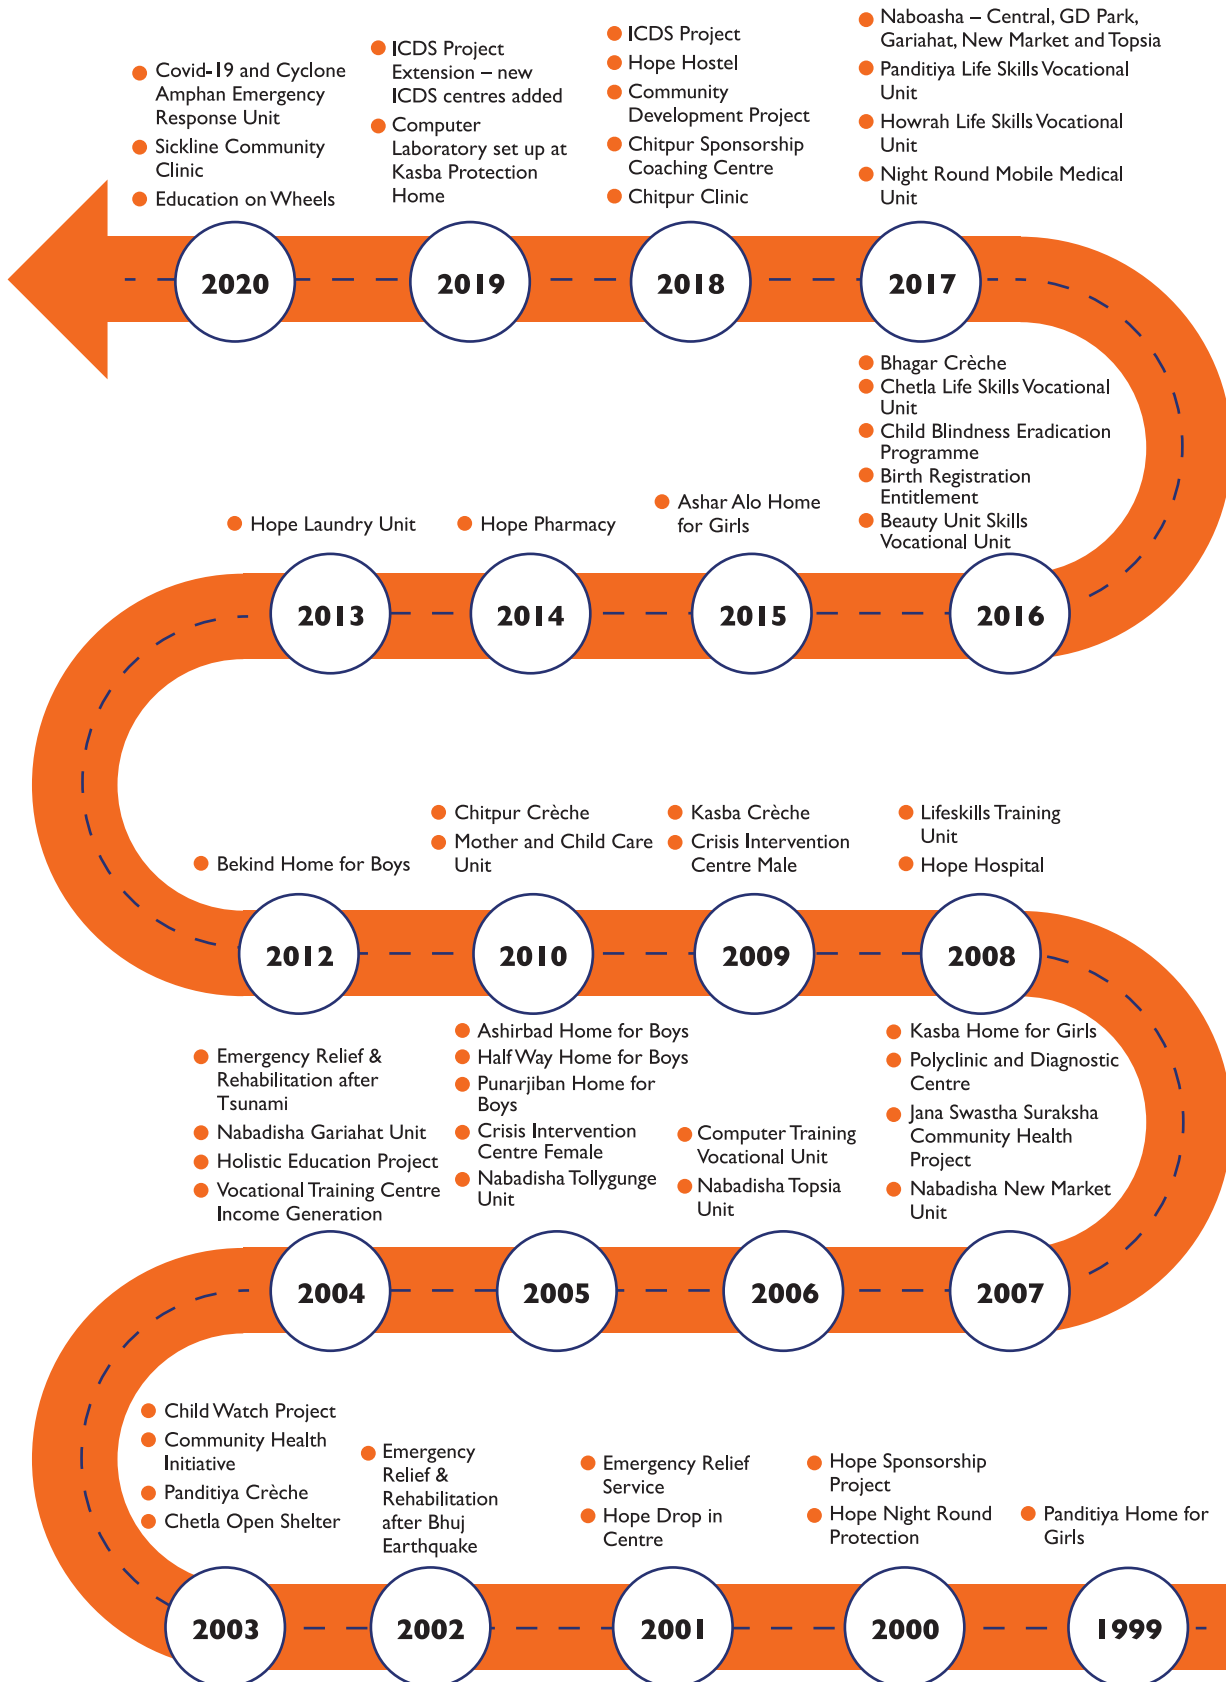 Covid-19 and Cyclone
Amphan Emergency
Response Unit
Sickline Community
Clinic
Education on Wheels
ICDS Project
Extension – new
ICDS centres added
Computer
Laboratory set up at
Kasba Protection
Home
ICDS Project
Hope Hostel
Community
Development Project
Chitpur Sponsorship
Coaching Centre
Chitpur Clinic
Naboasha – Central, GD Park,
Gariahat, New Market and Topsia
Panditiya Life Skills Vocational
Unit
Howrah Life Skills Vocational
Unit
Night Round Mobile Medical
Unit
2020
2019
2018
2017
Hope Laundry Unit
Hope Pharmacy
Ashar Alo Home
for Girls
Bhagar Crèche
Chetla Life Skills Vocational
Unit
Child Blindness Eradication
Programme
Birth Registration
Entitlement
Beauty Unit Skills
Vocational Unit
2013
2014
2015
2016
Bekind Home for Boys
Chitpur Crèche
Mother and Child Care
Unit
Kasba Crèche
Crisis Intervention
Centre Male
Lifeskills Training
Unit
Hope Hospital
2012
2010
2009
2008
Emergency Relief &
Rehabilitation after
Tsunami
Nabadisha Gariahat Unit
Holistic Education Project
Vocational Training Centre
Income Generation
Ashirbad Home for Boys
Half Way Home for Boys
Punarjiban Home for
Boys
Crisis Intervention
Centre Female
Nabadisha Tollygunge
Unit
Computer Training
Vocational Unit
Nabadisha Topsia
Unit
Kasba Home for Girls
Polyclinic and Diagnostic
Centre
Jana Swastha Suraksha
Community Health
Project
Nabadisha New Market
Unit
2004
2005
2006
2007
Child Watch Project
Community Health
Initiative
Panditiya Crèche
Chetla Open Shelter
Emergency
Relief &
Rehabilitation
after Bhuj
Earthquake
Emergency Relief
Service
Hope Drop in
Centre
Hope Sponsorship
Project
Hope Night Round
Protection
Panditiya Home for
Girls
2003
2002
2001
2000
1999